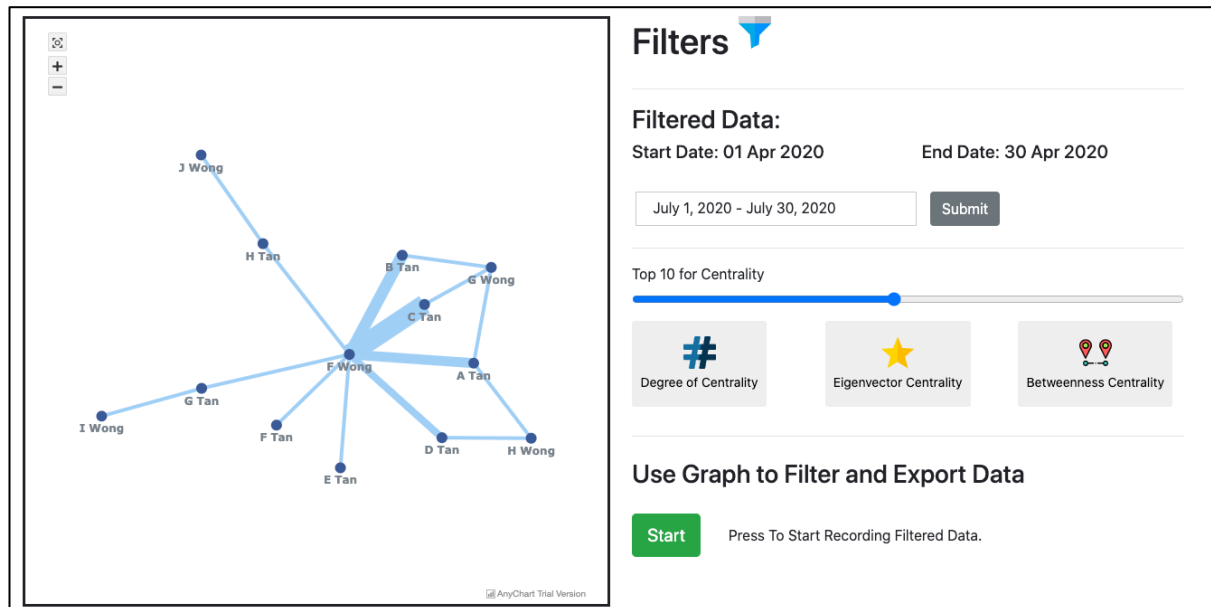 J Wong
H Tan
B Tan
G Wong
C Tan
F Wong
A Tan
G Tan
I Wong
F Tan
D Tan
H Wong
E Tan
AnyChart Trial Version
Filters
Filtered Data:
Start Date: 01 Apr 2020 End Date: 30 Apr 2020
July 1, 2020 - July 30, 2020 Submit
Top 10 for Centrality
Degree of Centrality Eigenvector Centrality Betweenness Centrality
Use Graph to Filter and Export Data
Start Press To Start Recording Filtered Data.